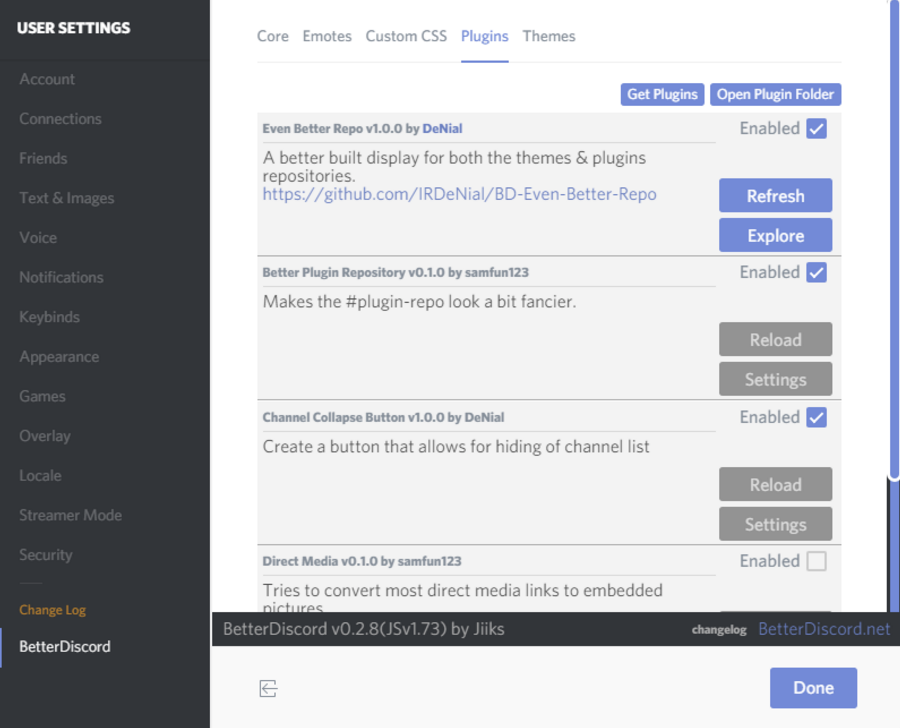 USER SETTINGS
Account
Connections
Friends
Text & Images
Voice
Notifications
Keybinds
Appearance
Games
Overlay
Locale
Streamer Mode
Security
Change Log
BetterDiscord
Core Emotes Custom CSS Plugins Themes
Get Plugins Open Plugin Folder
Even Better Repo v1.0.0 by DeNial Enabled
A better built display for both the themes & plugins
repositories.
https://github.com/IRDeNial/BD-Even-Better-Repo
Refresh
Explore
Better Plugin Repository v0.1.0 by samfun123 Enabled
Makes the #plugin-repo look a bit fancier.
Reload
Settings
Channel Collapse Button v1.0.0 by DeNial Enabled
Create a button that allows for hiding of channel list
Reload
Settings
Direct Media v0.1.0 by samfun123 Enabled
Tries to convert most direct media links to embedded
pictures
BetterDiscord v0.2.8(JSv1.73) by Jiiks changelog BetterDiscord.net
Done